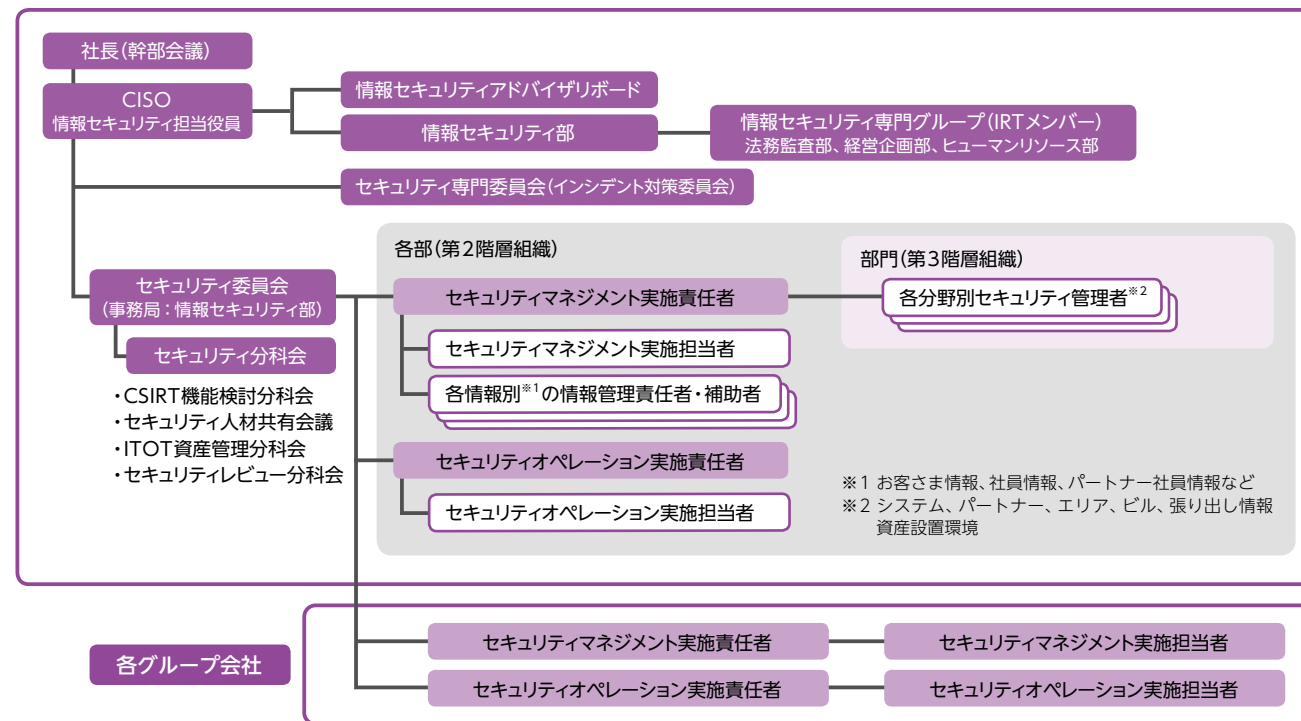 社長(幹部会議)
CISO
情報セキュリティ担当役員
情報セキュリティアドバイザリボード
情報セキュリティ部
情報セキュリティ専門グループ(IRTメンバー)
法務監査部、経営企画部、ヒューマンリソース部
セキュリティ専門委員会(インシデント対策委員会)
セキュリティ委員会
(事務局：情報セキュリティ部)
セキュリティ分科会
・CSIRT機能検討分科会
・セキュリティ人材共有会議
・ITOT資産管理分科会
・セキュリティレビュー分科会
各部(第2階層組織)
セキュリティマネジメント実施責任者
セキュリティマネジメント実施担当者
各情報別※1の情報管理責任者・補助者
セキュリティオペレーション実施責任者
セキュリティオペレーション実施担当者
部門(第3階層組織)
各分野別セキュリティ管理者※2
※1 お客さま情報、社員情報、パートナー社員情報など
※2 システム、パートナー、エリア、ビル、張り出し情報
資産設置環境
各グループ会社
セキュリティマネジメント実施責任者
セキュリティマネジメント実施担当者
セキュリティオペレーション実施責任者
セキュリティオペレーション実施担当者